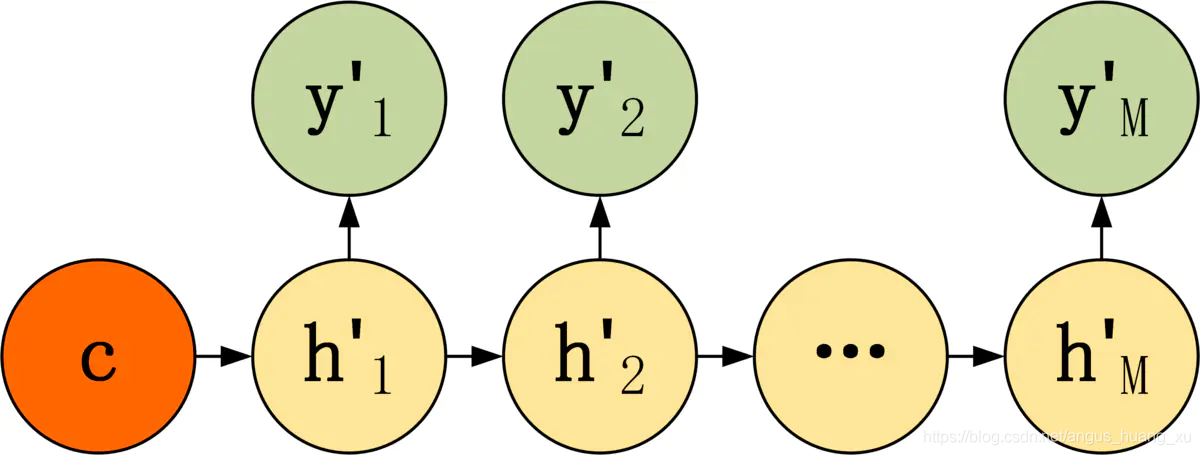 y'1 y'2 y'M
c h'1 h'2 ... h'M
https://blog.csdn.net/angus_huang_xu